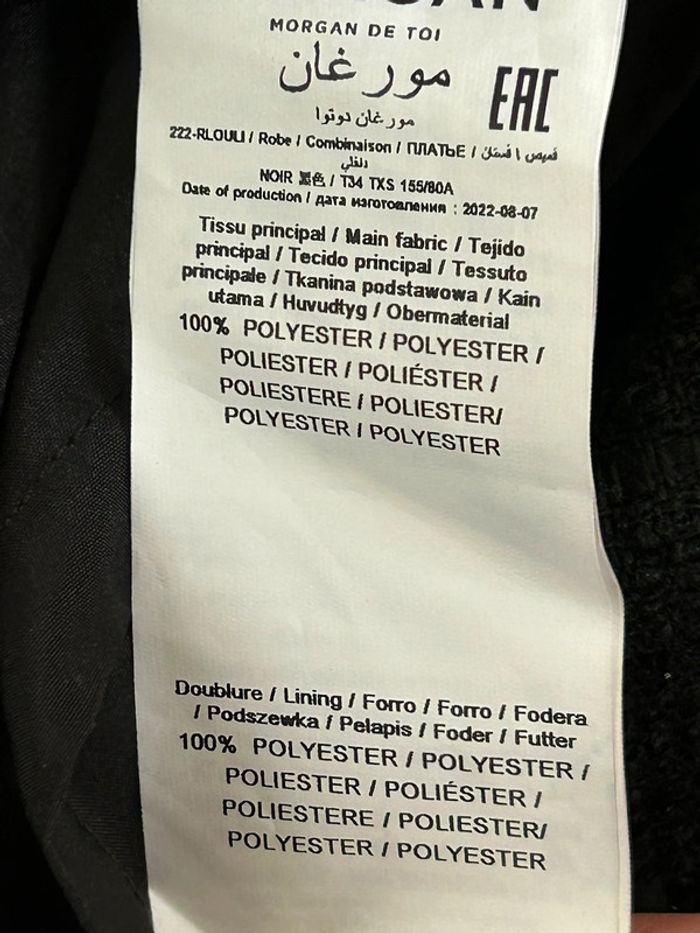 MORGAN DE TOI
مورغان
EAC
مورغان دوتوا
222-RLOULI / Robe / Combinaison / ПЛАТЬЕ / قميص ا فستان
NOIR 黑色 / T34 TXS 155/80A
Date of production / дата изготовления : 2022-08-07
Tissu principal / Main fabric / Tejido
principal / Tecido principal / Tessuto
principale / Tkanina podstawowa / Kain
utama / Huvudtyg / Obermaterial
100% POLYESTER / POLYESTER /
POLIESTER / POLIÉSTER /
POLIESTERE / POLIESTER/
POLYESTER / POLYESTER
Doublure / Lining / Forro / Forro / Fodera
/ Podszewka / Pelapis / Foder / Futter
100% POLYESTER / POLYESTER /
POLIESTER / POLIÉSTER /
POLIESTERE / POLIESTER/
POLYESTER / POLYESTER